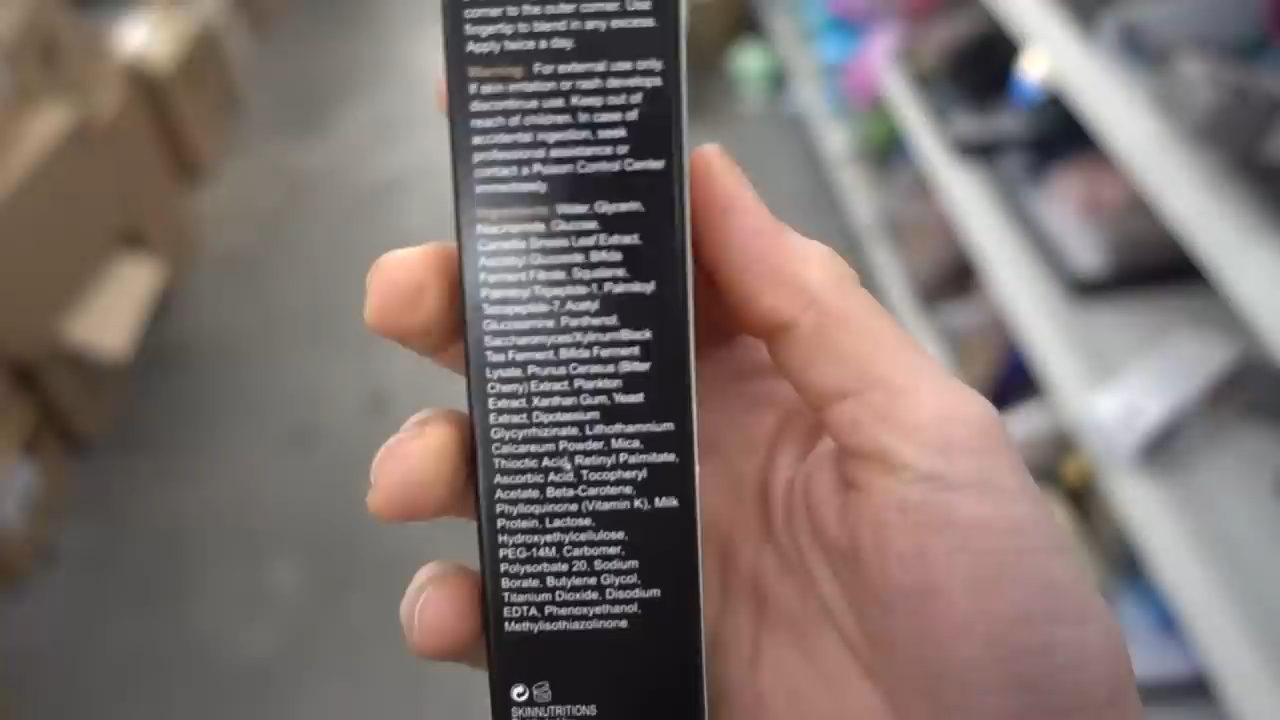 corner to the outer corner. Use
fingertip to blend in any excess.
Apply twice a day.
Warning: For external use only.
If skin irritation or rash develops
discontinue use. Keep out of
reach of children. In case of
accidental ingestion, seek
professional assistance or
contact a Poison Control Center
immediately.
Ingredients: Water, Glycerin,
Niacinamide, Glucose,
Camellia Sinesis Leaf Extract,
Ascorbyl Glucoside, Bifida
Ferment Filtrate, Squalane,
Palmitoyl Tripeptide-1, Palmitoyl
Tetrapeptide-7, Acetyl
Glucosamine, Panthenol,
Saccharomyces/Xylinum/Black
Tea Ferment, Bifida Ferment
Lysate, Prunus Cerasus (Bitter
Cherry) Extract, Plankton
Extract, Xanthan Gum, Yeast
Extract, Dipotassium
Glycyrrhizinate, Lithothamnium
Calcareum Powder, Mica,
Thioctic Acid, Retinyl Palmitate,
Ascorbic Acid, Tocopheryl
Acetate, Beta-Carotene,
Phylloquinone (Vitamin K), Milk
Protein, Lactose,
Hydroxyethylcellulose,
PEG-14M, Carbomer,
Polysorbate 20, Sodium
Borate, Butylene Glycol,
Titanium Dioxide, Disodium
EDTA, Phenoxyethanol,
Methylisothiazolinone
SKINNUTRITIONS